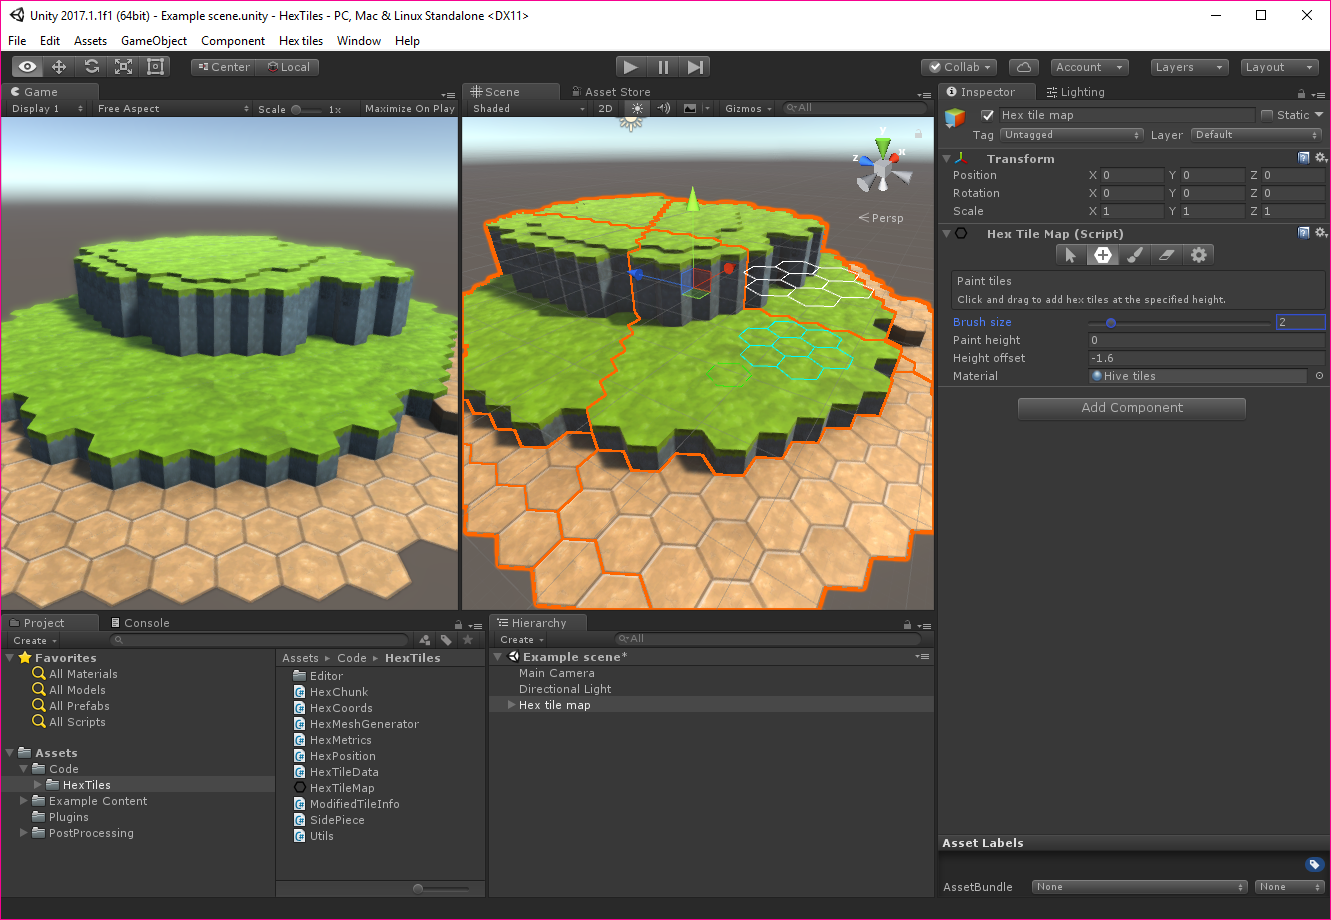 Unity 2017.1.1f1 (64bit) - Example scene.unity - HexTiles - PC, Mac & Linux Standalone <DX11>
File Edit Assets GameObject Component Hex tiles Window Help
Center Local Collab Account Layers Layout
Game
Display 1 Free Aspect Scale 1x Maximize On Play
Scene Asset Store
Shaded 2D Gizmos All
y
z x
Persp
Inspector Lighting
Hex tile map Static
Tag Untagged Layer Default
Transform
Position X 0 Y 0 Z 0
Rotation X 0 Y 0 Z 0
Scale X 1 Y 1 Z 1
Hex Tile Map (Script)
Paint tiles
Click and drag to add hex tiles at the specified height.
Brush size 2
Paint height 0
Height offset -1.6
Material Hive tiles
Add Component
Project Console
Create
Favorites
All Materials
All Models
All Prefabs
All Scripts
Assets
Code
HexTiles
Example Content
Plugins
PostProcessing
Assets Code HexTiles
Editor
HexChunk
HexCoords
HexMeshGenerator
HexMetrics
HexPosition
HexTileData
HexTileMap
ModifiedTileInfo
SidePiece
Utils
Hierarchy
Create All
Example scene*
Main Camera
Directional Light
Hex tile map
Asset Labels
AssetBundle None None